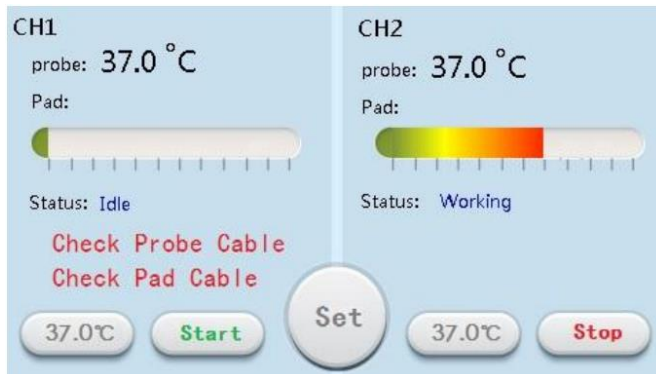 CH1
probe: 37.0 °C
Pad:
Status: Idle
Check Probe Cable
Check Pad Cable
37.0℃
Start
Set
CH2
probe: 37.0 °C
Pad:
Status: Working
37.0℃
Stop